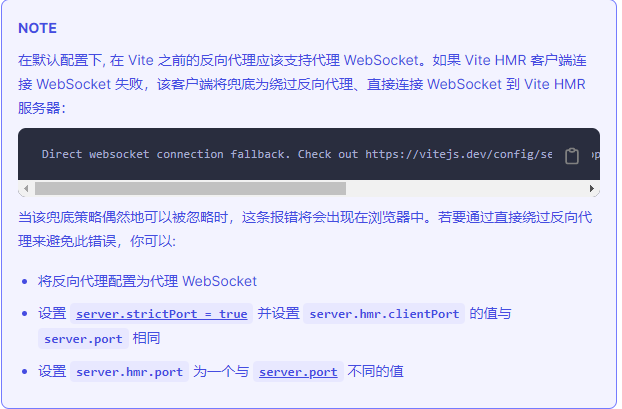 NOTE
在默认配置下, 在 Vite 之前的反向代理应该支持代理 WebSocket。如果 Vite HMR 客户端连
接 WebSocket 失败，该客户端将兜底为绕过反向代理、直接连接 WebSocket 到 Vite HMR
服务器：
Direct websocket connection fallback. Check out https://vitejs.dev/config/se
当该兜底策略偶然地可以被忽略时，这条报错将会出现在浏览器中。若要通过直接绕过反向代
理来避免此错误，你可以:
• 将反向代理配置为代理 WebSocket
• 设置 server.strictPort = true 并设置 server.hmr.clientPort 的值与
server.port 相同
• 设置 server.hmr.port 为一个与 server.port 不同的值